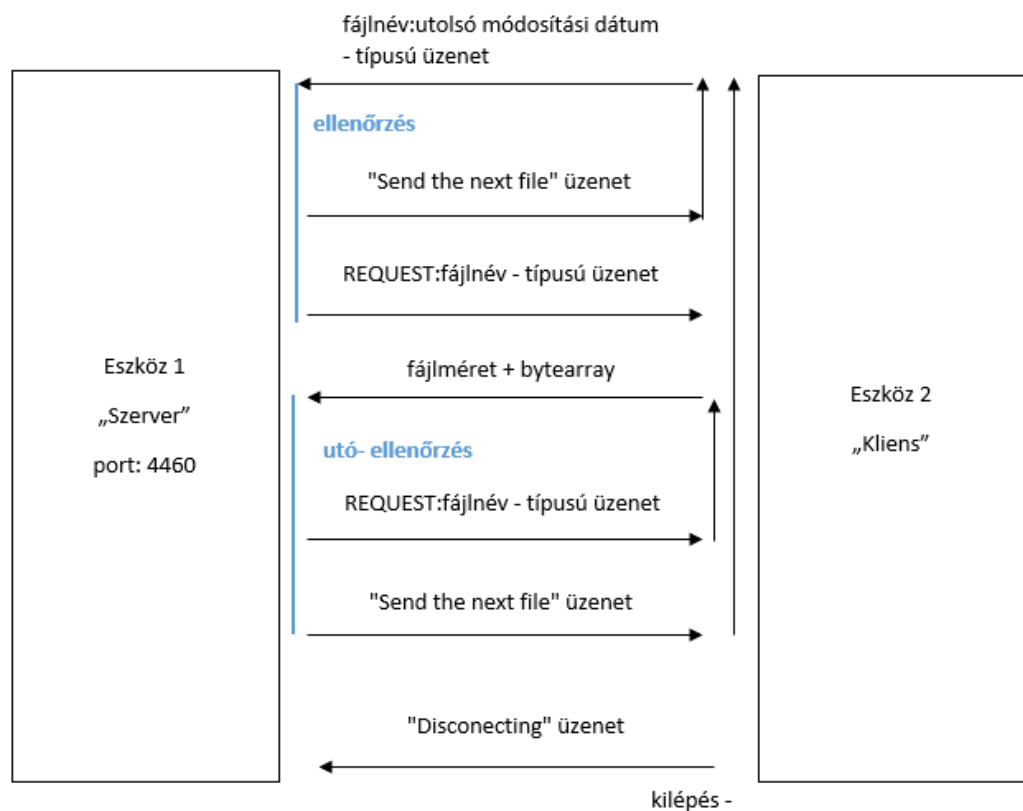 fájlnév:utolsó módosítási dátum
- típusú üzenet
ellenőrzés
"Send the next file" üzenet
REQUEST:fájlnév - típusú üzenet
Eszköz 1
„Szerver”
port: 4460
fájlméret + bytearray
Eszköz 2
„Kliens”
utó- ellenőrzés
REQUEST:fájlnév - típusú üzenet
"Send the next file" üzenet
"Disconecting" üzenet
kilépés -